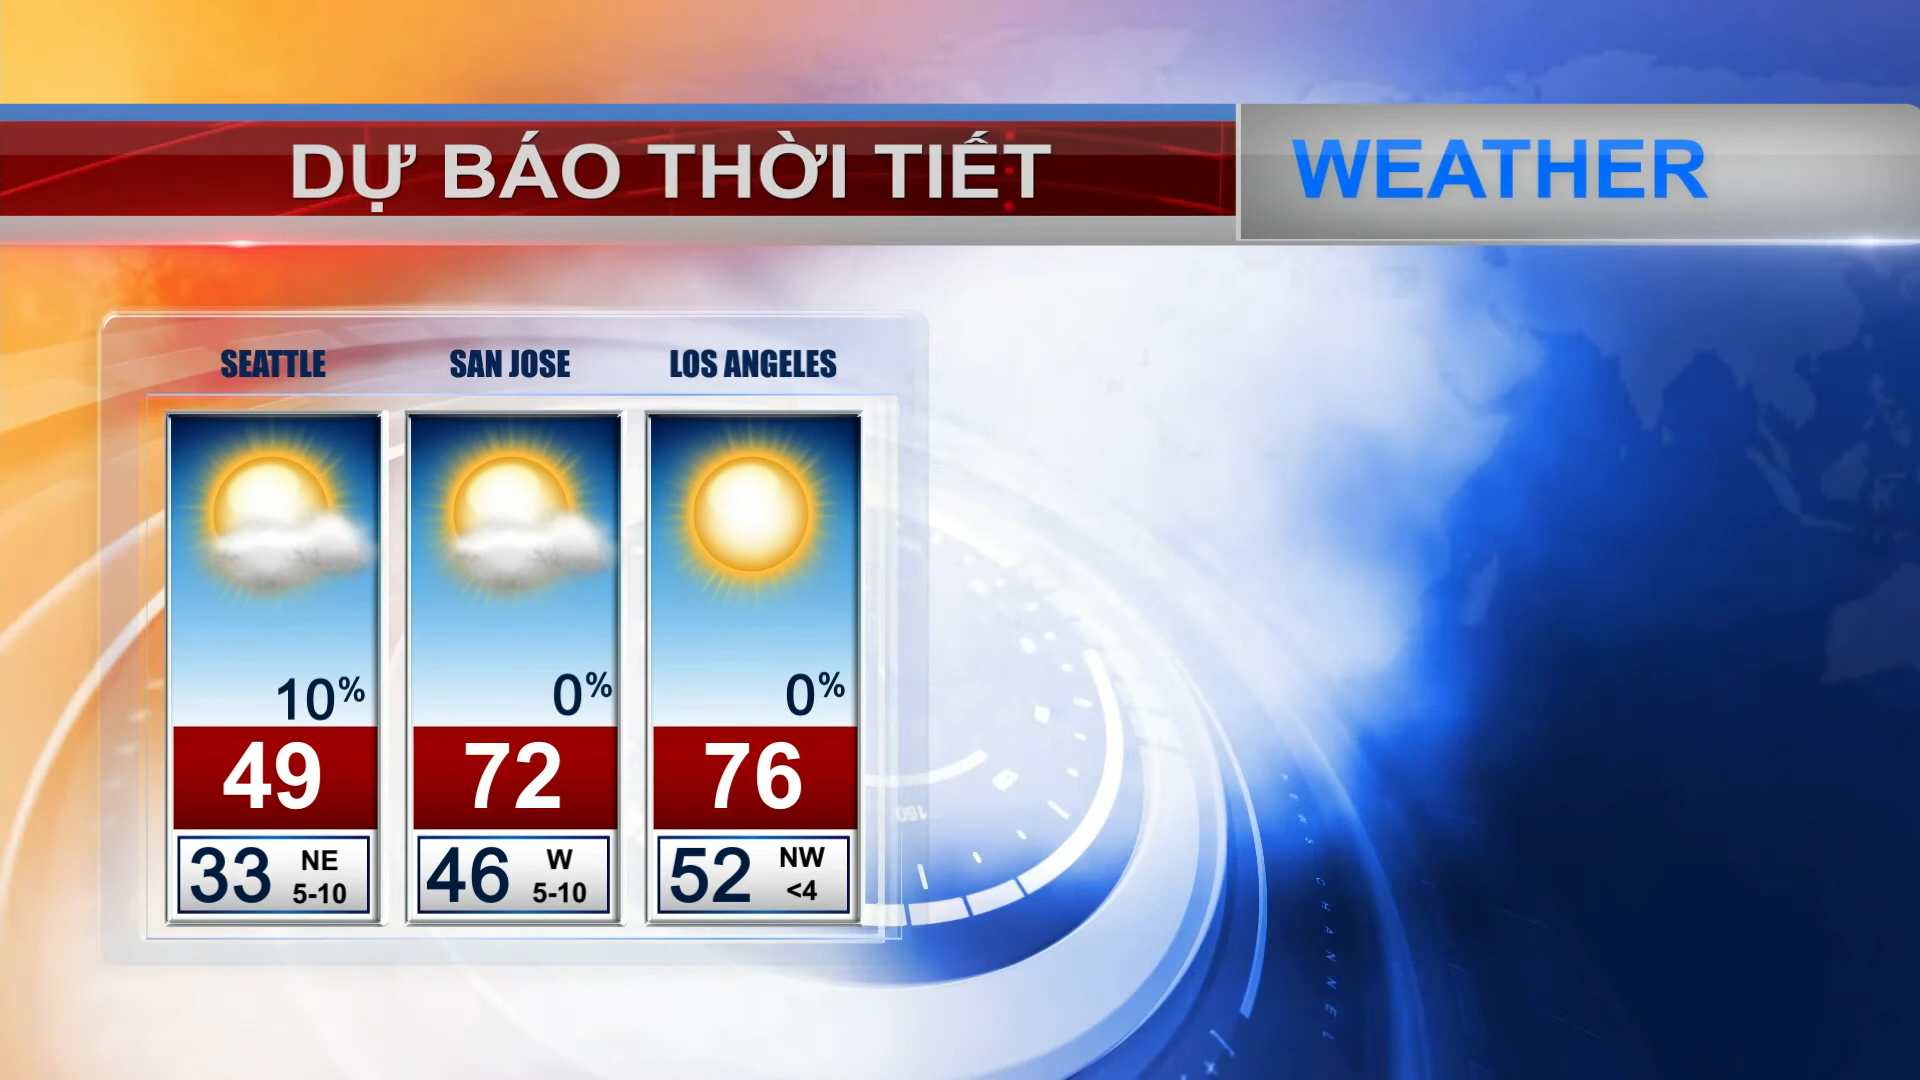 DỰ BÁO THỜI TIẾT
WEATHER
SEATTLE
SAN JOSE
LOS ANGELES
10%
0%
0%
49
72
76
33
NE
5-10
46
W
5-10
52
NW
<4